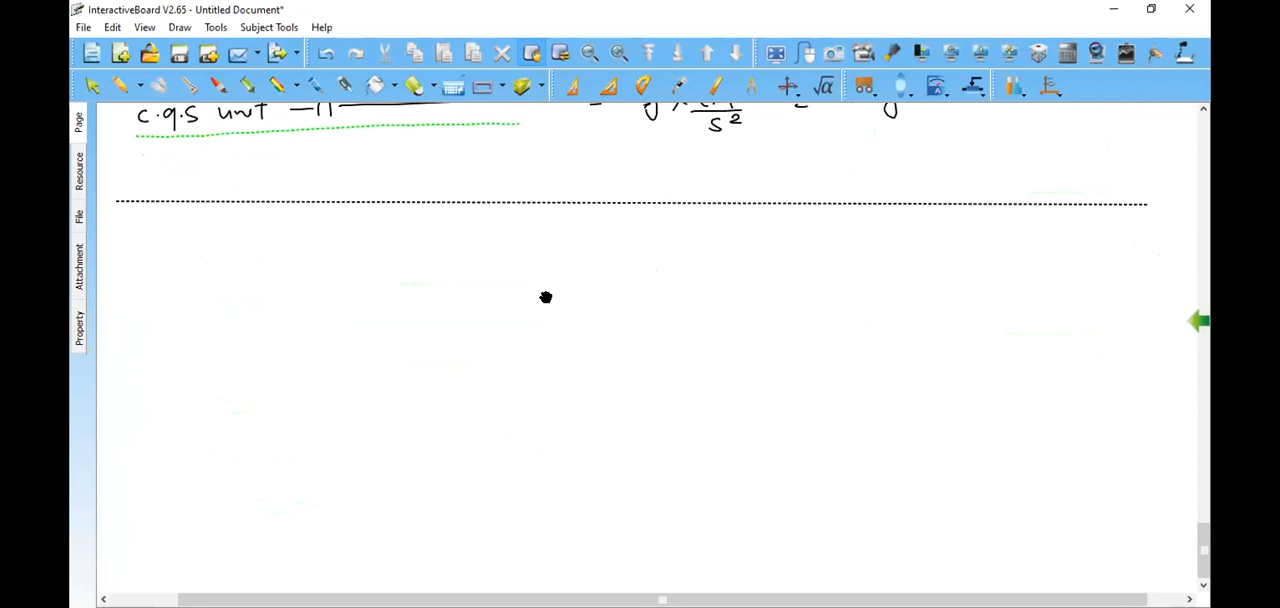 InteractiveBoard V2.65 - Untitled Document*
File Edit View Draw Tools Subject Tools Help
Page
Resource
File
Attachment
Property
c.g.s unit —11
s²